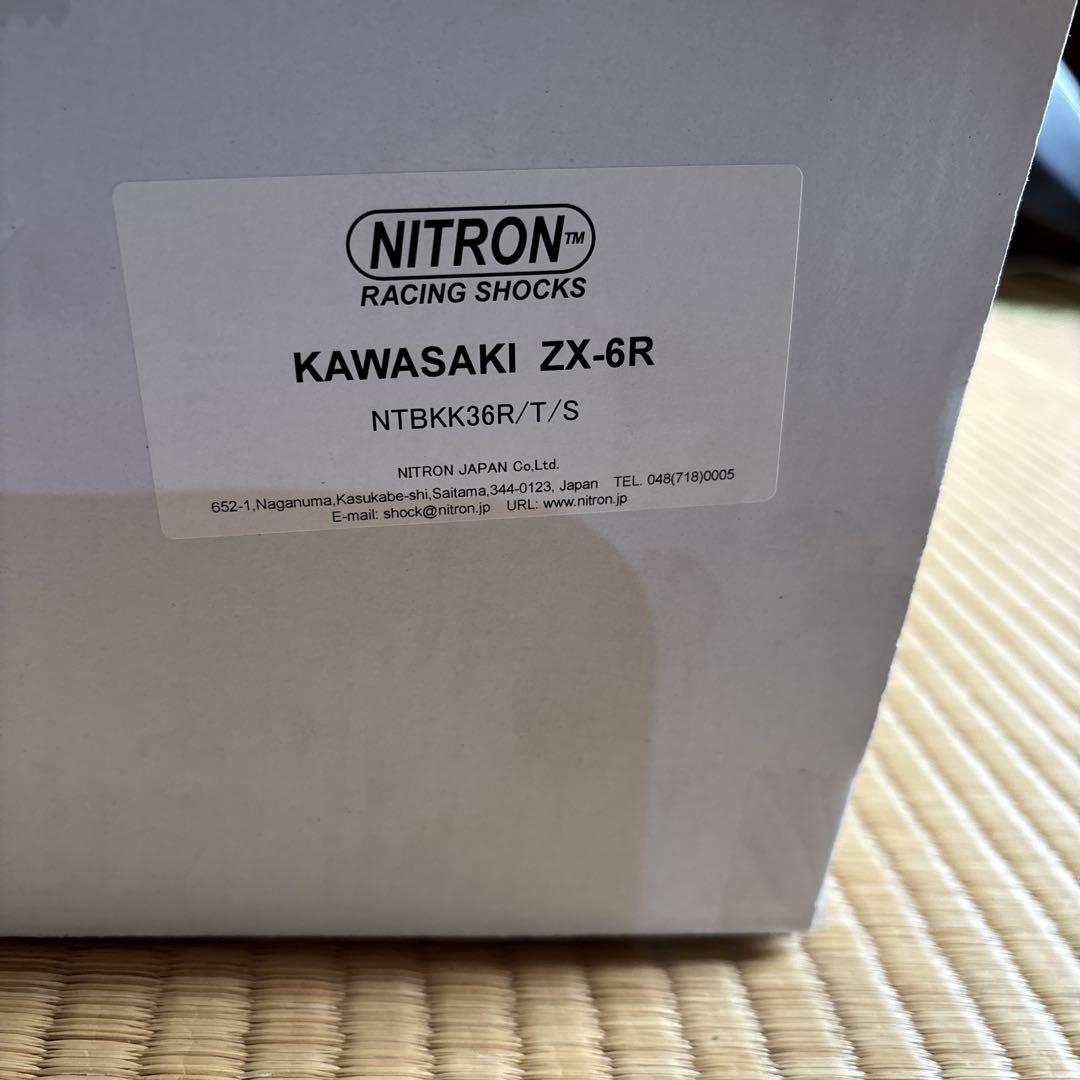 NITRON™
RACING SHOCKS
KAWASAKI ZX-6R
NTBKK36R/T/S
NITRON JAPAN Co,Ltd.
652-1,Naganuma,Kasukabe-shi,Saitama,344-0123, Japan TEL. 048(718)0005
E-mail: shock@nitron.jp URL: www.nitron.jp